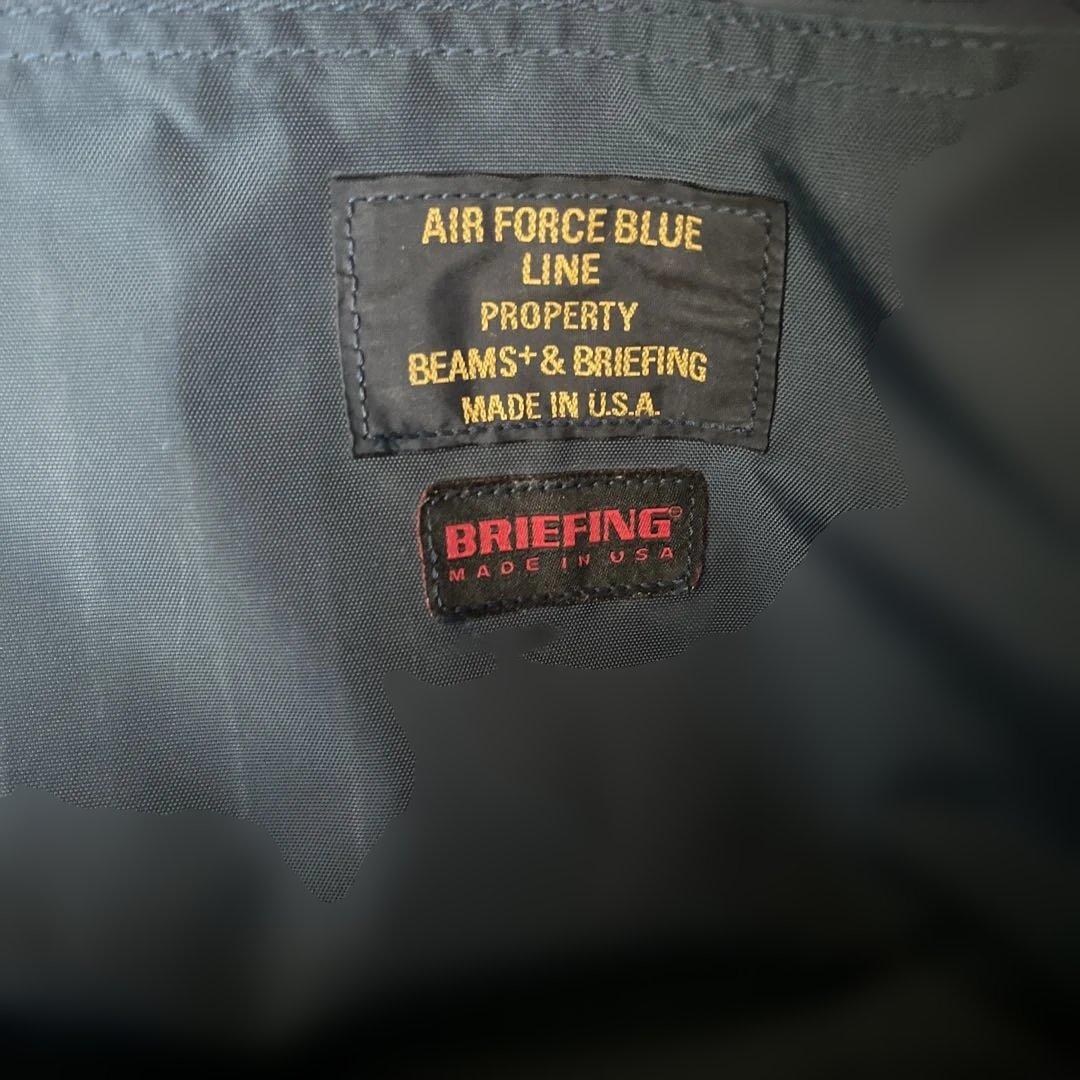 AIR FORCE BLUE
LINE
PROPERTY
BEAMS+ & BRIEFING
MADE IN U.S.A.
BRIEFING®
MADE IN USA